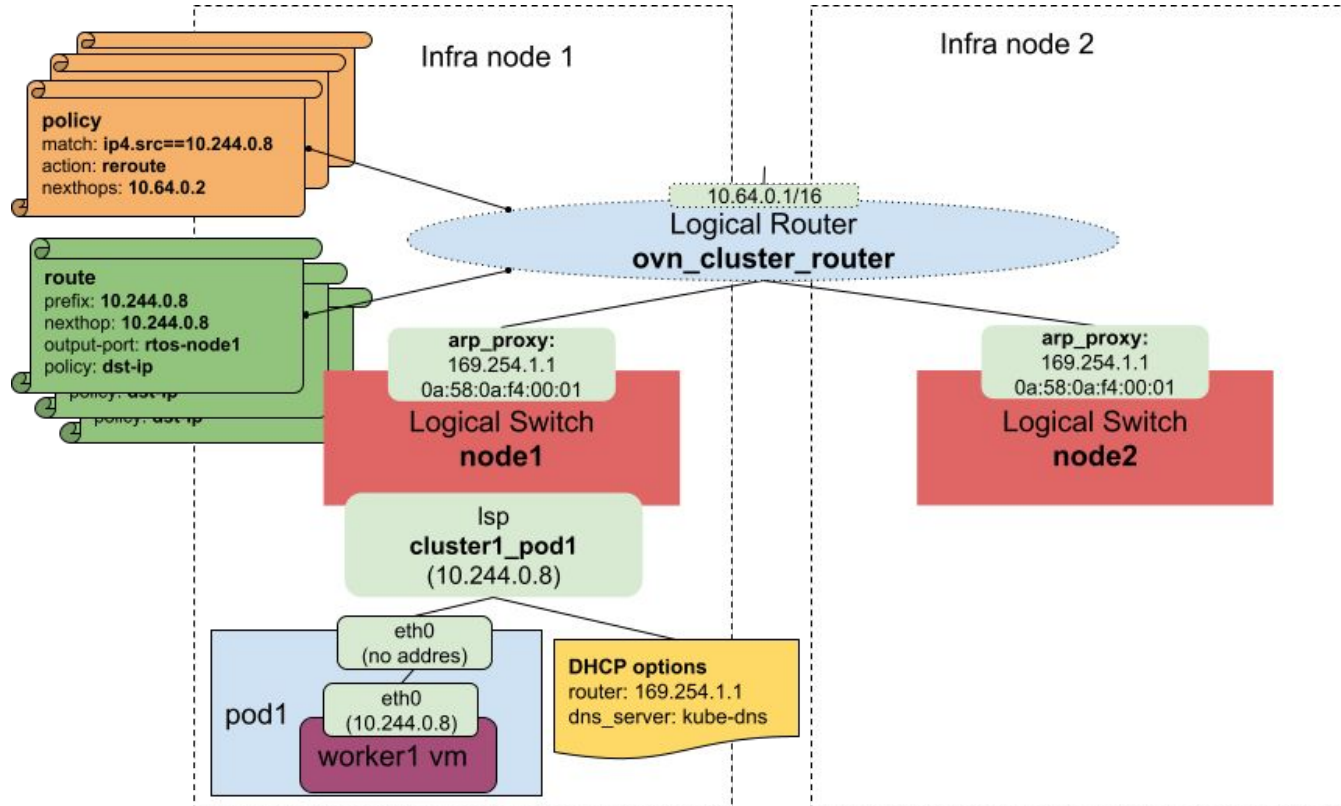 Infra node 1
Infra node 2
policy
match: ip4.src==10.244.0.8
action: reroute
nexthops: 10.64.0.2
10.64.0.1/16
Logical Router
ovn_cluster_router
route
prefix: 10.244.0.8
nexthop: 10.244.0.8
output-port: rtos-node1
policy: dst-ip
policy: dst-ip
policy: dst-ip
arp_proxy:
169.254.1.1
0a:58:0a:f4:00:01
Logical Switch
node1
arp_proxy:
169.254.1.1
0a:58:0a:f4:00:01
Logical Switch
node2
lsp
cluster1_pod1
(10.244.0.8)
eth0
(no addres)
eth0
(10.244.0.8)
pod1
worker1 vm
DHCP options
router: 169.254.1.1
dns_server: kube-dns